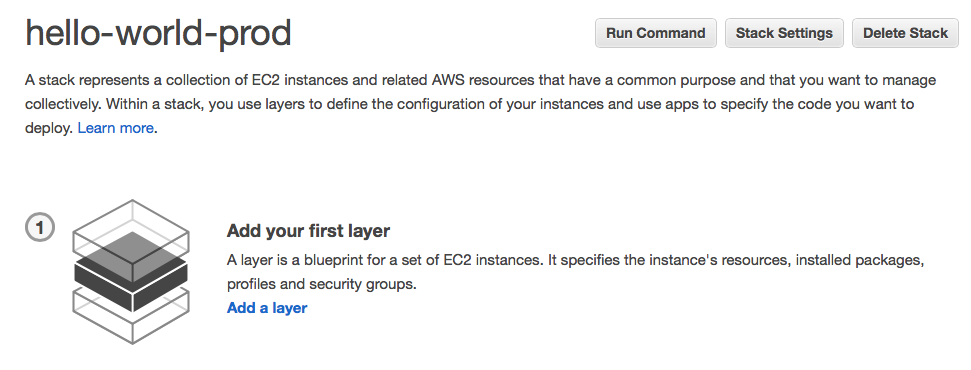 hello-world-prod
Run Command
Stack Settings
Delete Stack
A stack represents a collection of EC2 instances and related AWS resources that have a common purpose and that you want to manage
collectively. Within a stack, you use layers to define the configuration of your instances and use apps to specify the code you want to
deploy. Learn more.
1
Add your first layer
A layer is a blueprint for a set of EC2 instances. It specifies the instance's resources, installed packages,
profiles and security groups.
Add a layer